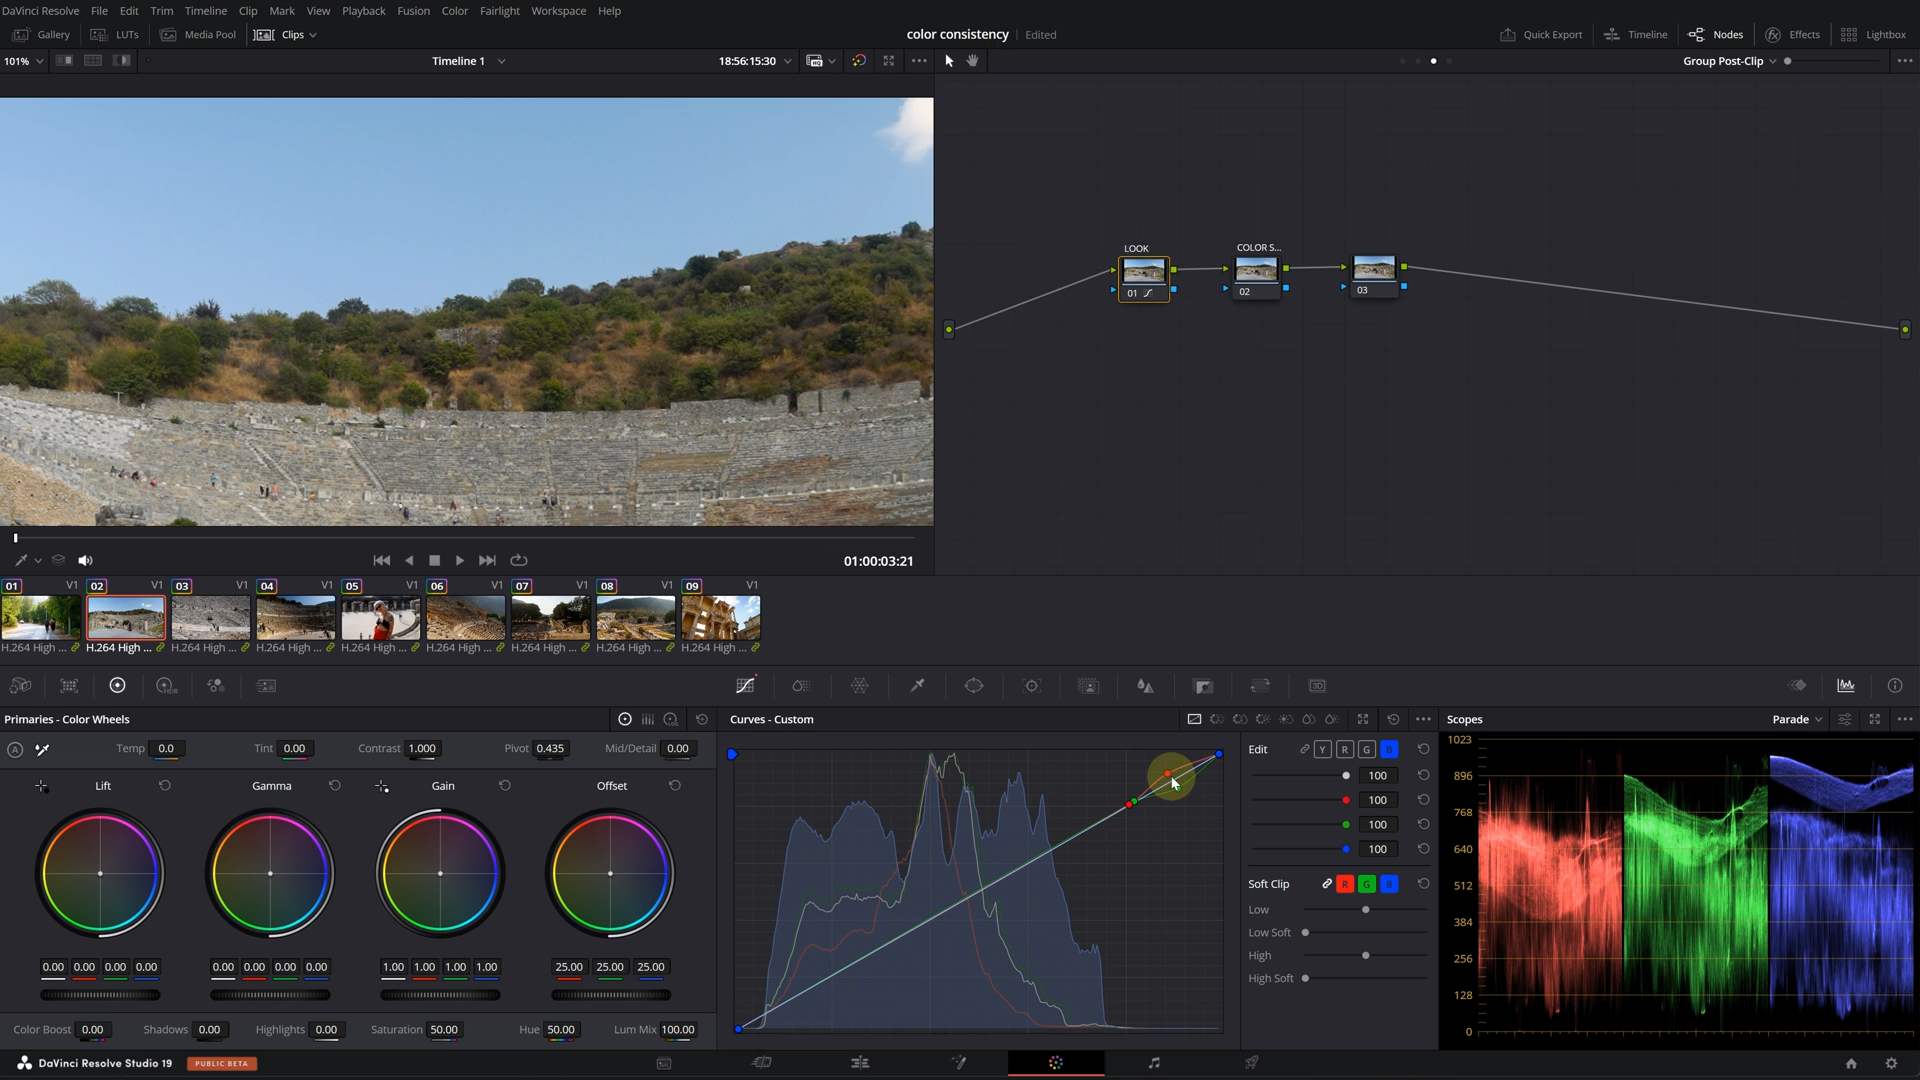 DaVinci Resolve File Edit Trim Timeline Clip Mark View Playback Fusion Color Fairlight Workspace Help
Gallery LUTs Media Pool Clips color consistency Edited Quick Export Timeline Nodes Effects Lightbox
101% Timeline 1 18:56:15:30 Group Post-Clip
LOOK COLOR S...
01 02 03
01:00:03:21
01 V1 02 V1 03 V1 04 V1 05 V1 06 V1 07 V1 08 V1 09 V1
H.264 High ... H.264 High ... H.264 High ... H.264 High ... H.264 High ... H.264 High ... H.264 High ... H.264 High ... H.264 High ...
HDR 3D
Primaries - Color Wheels Curves - Custom Scopes Parade
A Temp 0.0 Tint 0.00 Contrast 1.000 Pivot 0.435 Mid/Detail 0.00
Lift Gamma Gain Offset
0.00 0.00 0.00 0.00 0.00 0.00 0.00 0.00 1.00 1.00 1.00 1.00 25.00 25.00 25.00
Color Boost 0.00 Shadows 0.00 Highlights 0.00 Saturation 50.00 Hue 50.00 Lum Mix 100.00
Edit Y R G B
100
100
100
100
Soft Clip R G B
Low
Low Soft
High
High Soft
1023
896
768
640
512
384
256
128
0
DaVinci Resolve Studio 19 PUBLIC BETA